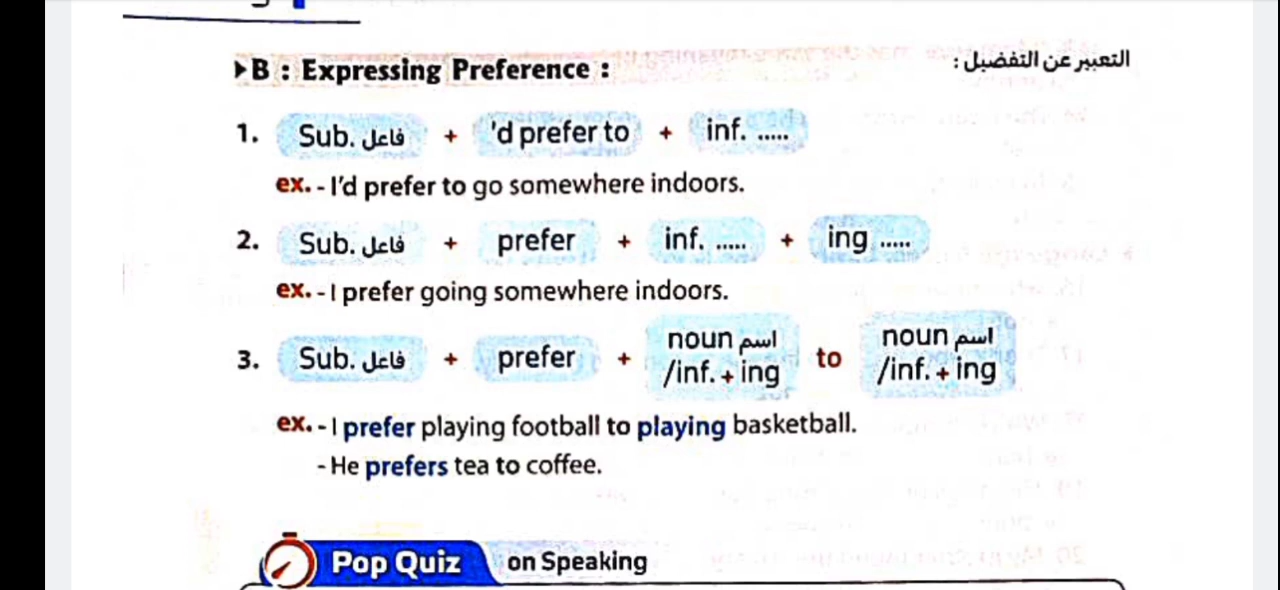 ▸B : Expressing Preference : التعبير عن التفضيل :
1. Sub. فاعل + 'd prefer to + inf. .....
ex. - I'd prefer to go somewhere indoors.
2. Sub. فاعل + prefer + inf. ..... + ing .....
ex. - I prefer going somewhere indoors.
3. Sub. فاعل + prefer + noun اسم /inf. + ing to noun اسم /inf. + ing
ex. - I prefer playing football to playing basketball.
- He prefers tea to coffee.
Pop Quiz on Speaking